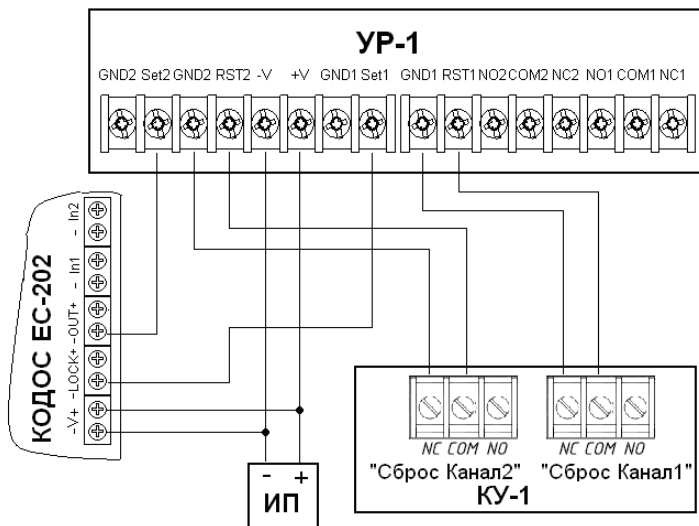 УР-1
GND2 Set2 GND2 RST2 -V +V GND1 Set1 GND1 RST1 NO2 COM2 NC2 NO1 COM1 NC1
КОДОС ЕС-202
- In2
- In1
-OUT+
-LOCK+
-V+
- +
ИП
NC COM NO NC COM NO
"Сброс Канал2" "Сброс Канал1"
КУ-1